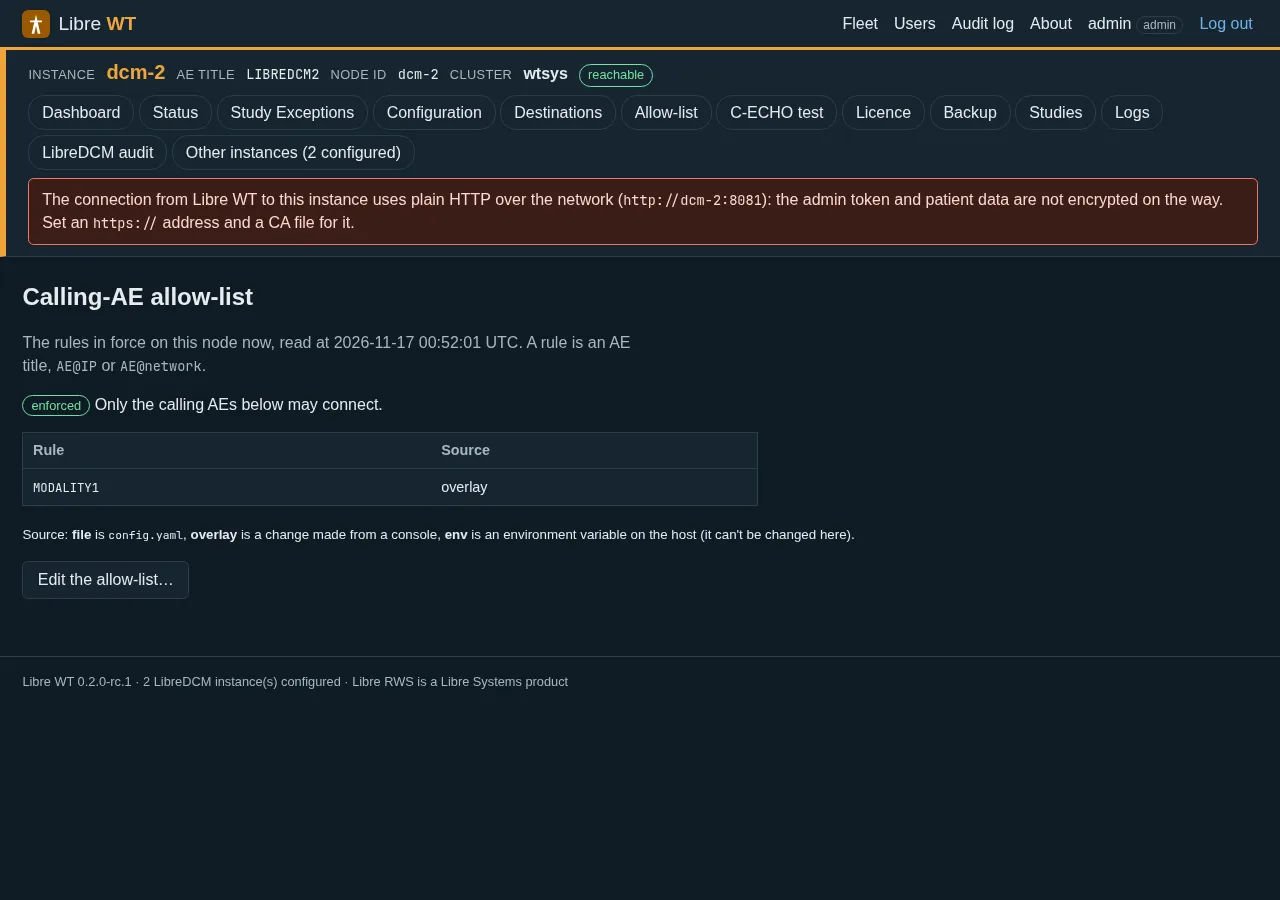 Libre WT
Fleet Users Audit log About admin admin Log out
INSTANCE dcm-2 AE TITLE LIBREDCM2 NODE ID dcm-2 CLUSTER wtsys reachable
Dashboard Status Study Exceptions Configuration Destinations Allow-list C-ECHO test Licence Backup Studies Logs
LibreDCM audit Other instances (2 configured)
The connection from Libre WT to this instance uses plain HTTP over the network (http://dcm-2:8081): the admin token and patient data are not encrypted on the way.
Set an https:// address and a CA file for it.
Calling-AE allow-list
The rules in force on this node now, read at 2026-11-17 00:52:01 UTC. A rule is an AE
title, AE@IP or AE@network.
enforced Only the calling AEs below may connect.
Rule Source
MODALITY1 overlay
Source: file is config.yaml, overlay is a change made from a console, env is an environment variable on the host (it can't be changed here).
Edit the allow-list…
Libre WT 0.2.0-rc.1 · 2 LibreDCM instance(s) configured · Libre RWS is a Libre Systems product